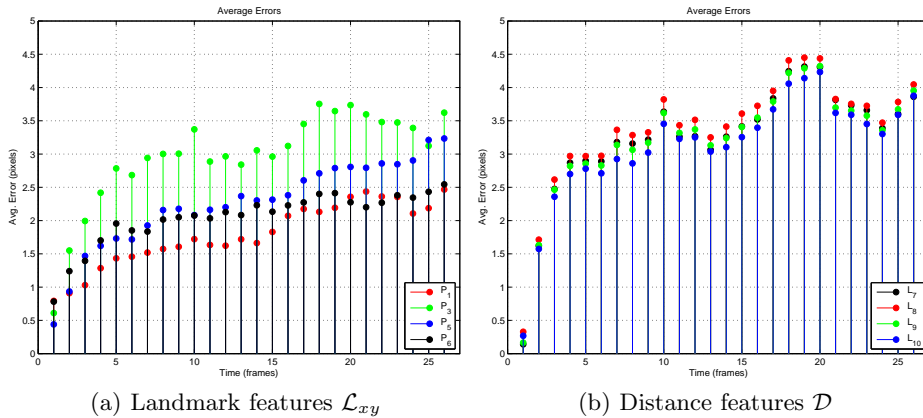 Average Errors
5
4.5
4
3.5
3
2.5
2
1.5
1
0.5
0
Avg. Error (pixels)
0 5 10 15 20 25
Time (frames)
P1
P3
P5
P6
(a) Landmark features 𝓛xy
Average Errors
5
4.5
4
3.5
3
2.5
2
1.5
1
0.5
0
Avg. Error (pixels)
0 5 10 15 20 25
Time (frames)
L7
L8
L9
L10
(b) Distance features 𝓓